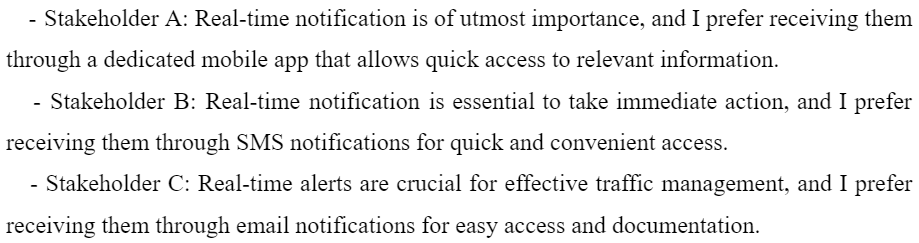 - Stakeholder A: Real-time notification is of utmost importance, and I prefer receiving them
through a dedicated mobile app that allows quick access to relevant information.
- Stakeholder B: Real-time notification is essential to take immediate action, and I prefer
receiving them through SMS notifications for quick and convenient access.
- Stakeholder C: Real-time alerts are crucial for effective traffic management, and I prefer
receiving them through email notifications for easy access and documentation.